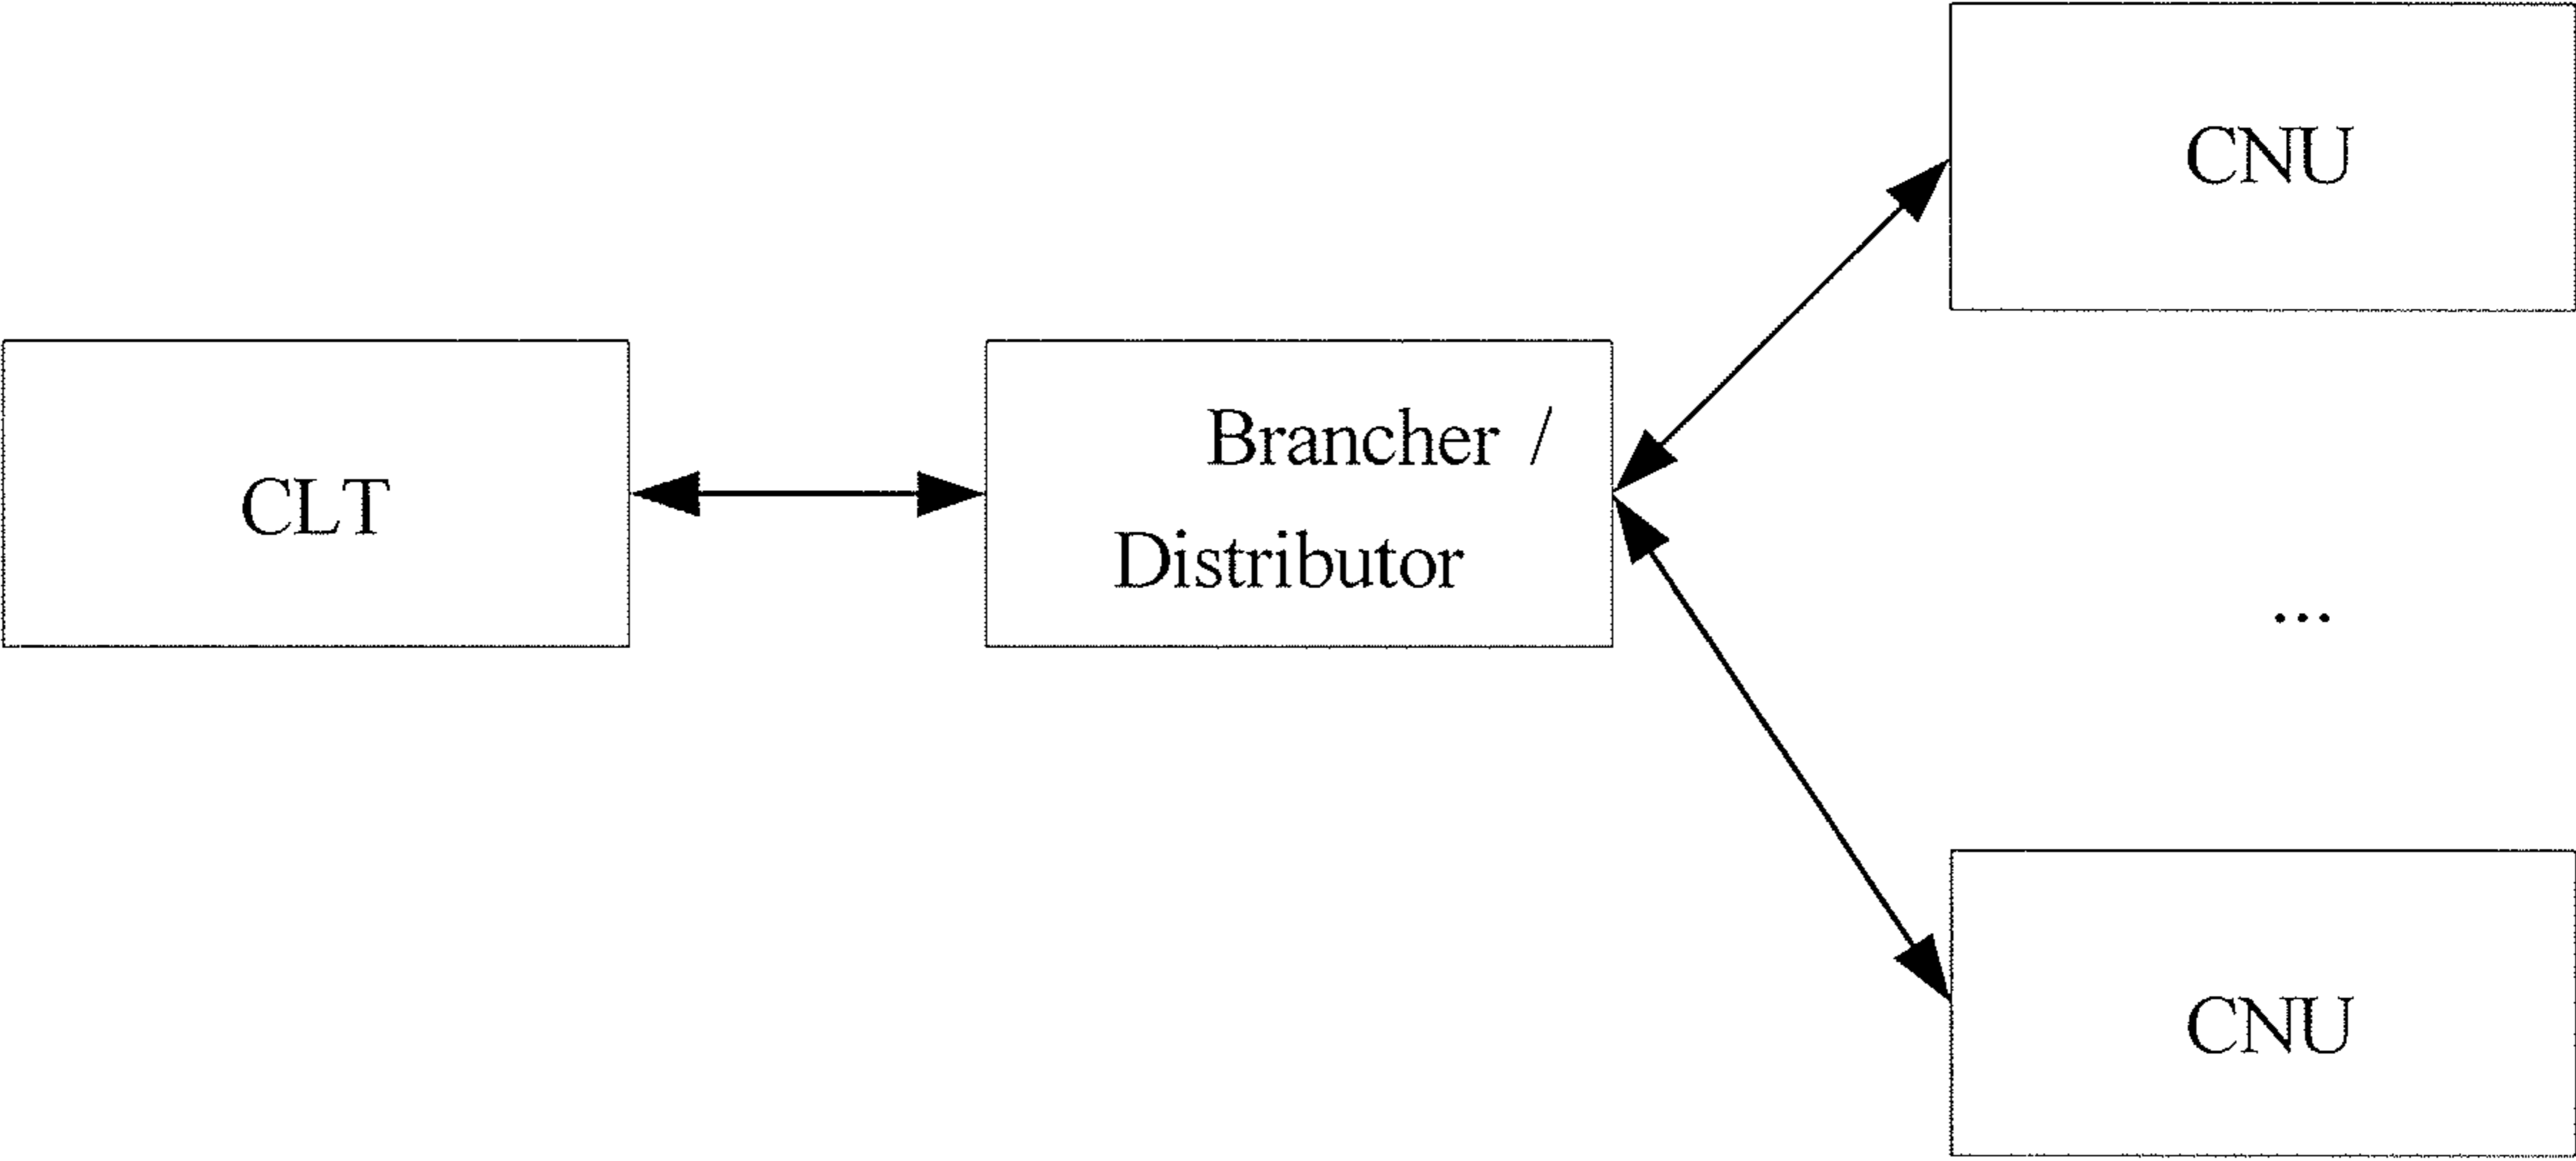 CNU
CLT
Brancher /
Distributor
...
CNU